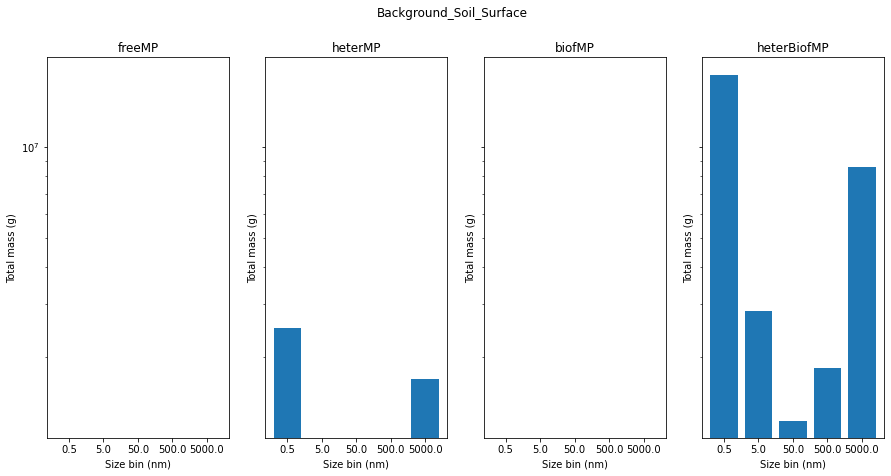 Background_Soil_Surface
freeMP
heterMP
biofMP
heterBiofMP
10^7
Total mass (g)
Total mass (g)
Total mass (g)
Total mass (g)
0.5 5.0 50.0 500.0 5000.0
0.5 5.0 50.0 500.0 5000.0
0.5 5.0 50.0 500.0 5000.0
0.5 5.0 50.0 500.0 5000.0
Size bin (nm)
Size bin (nm)
Size bin (nm)
Size bin (nm)